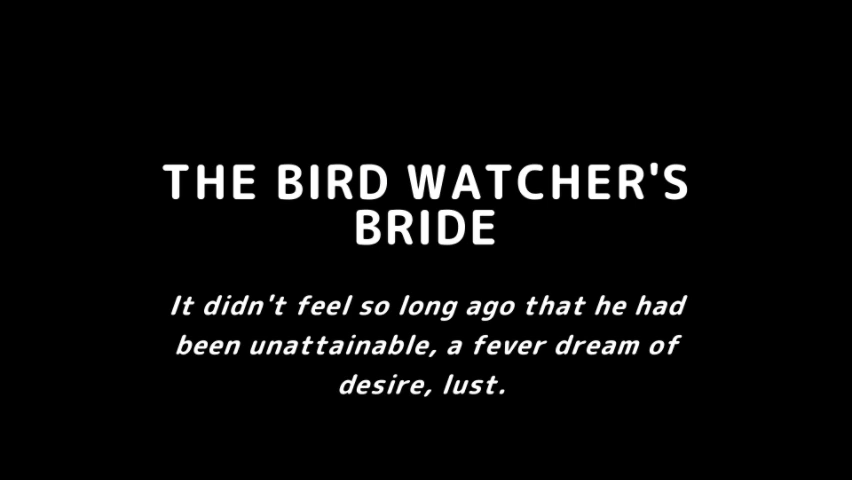 THE BIRD WATCHER'S
BRIDE
It didn't feel so long ago that he had
been unattainable, a fever dream of
desire, lust.